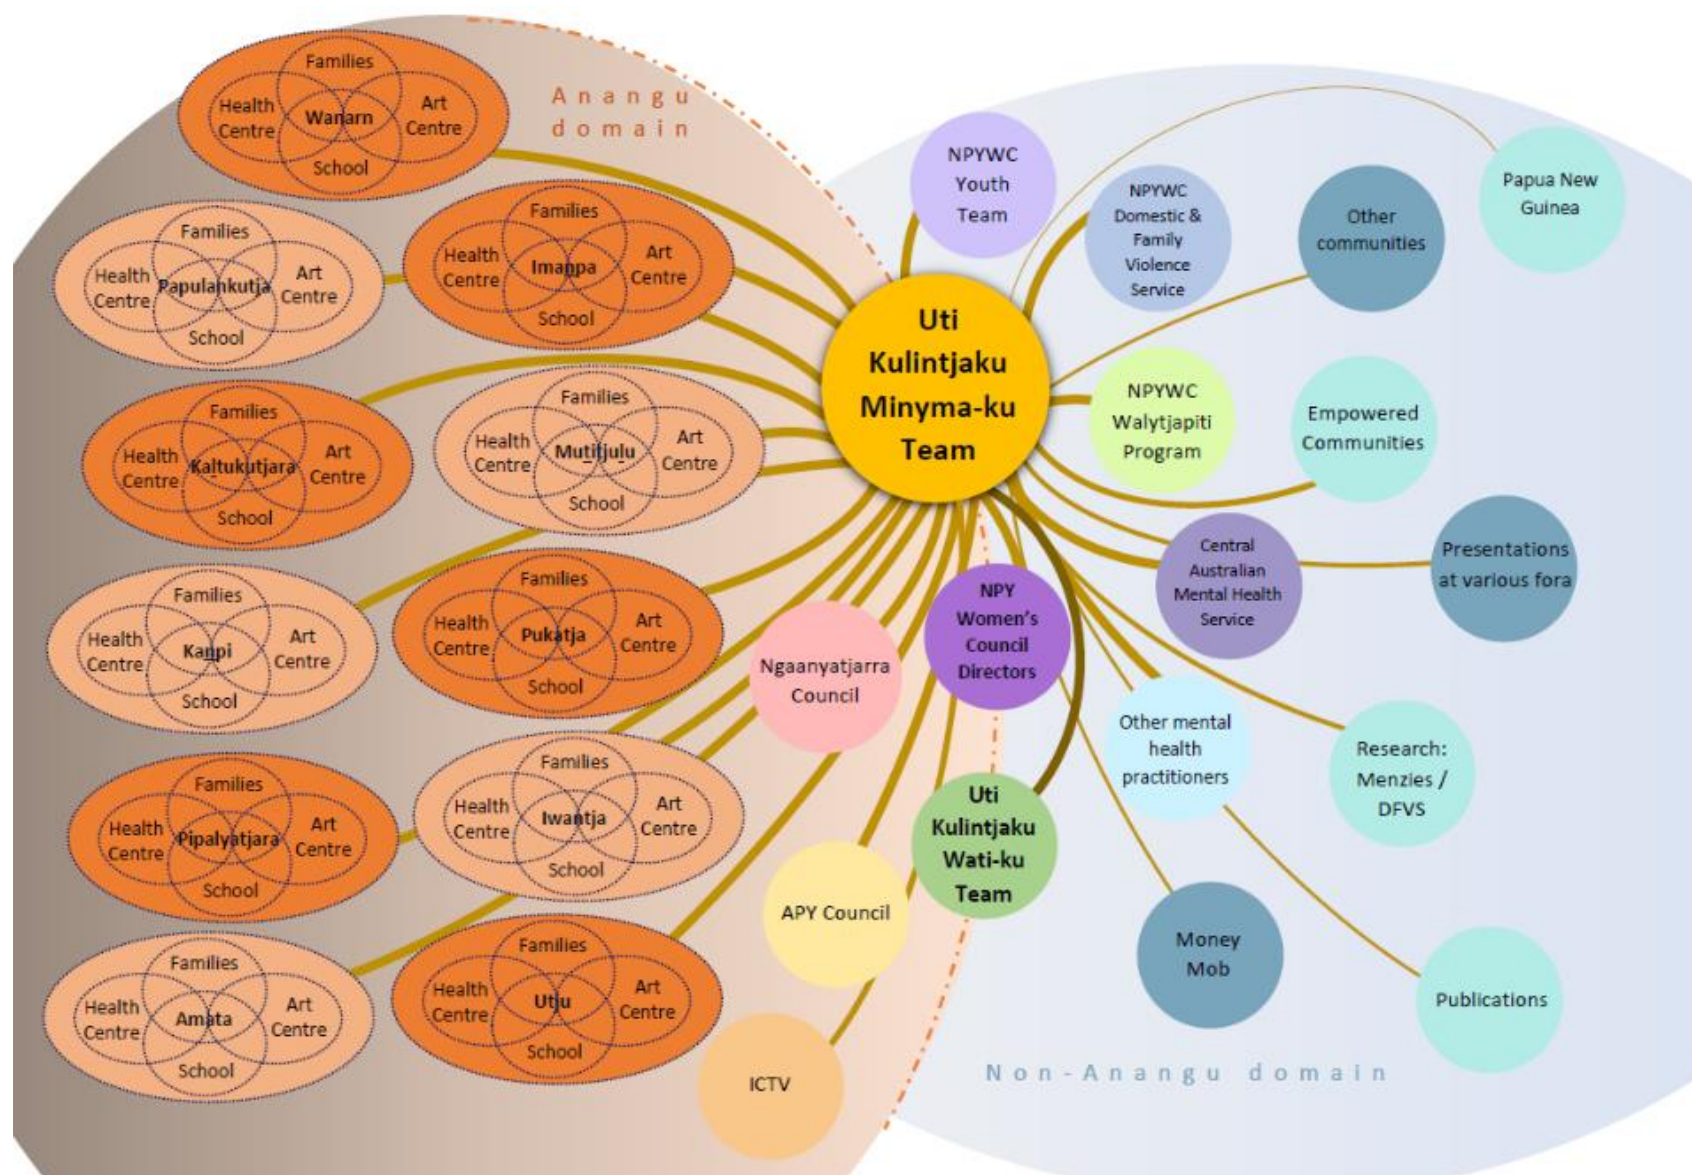 Anangu
domain
Families
Health
Centre
Wanarn
Art
Centre
School
Families
Health
Centre
Papulankutja
Art
Centre
School
Families
Health
Centre
Imaṉpa
Art
Centre
School
Families
Health
Centre
Kaḻtukutjara
Art
Centre
School
Families
Health
Centre
Muṯitjuḻu
Art
Centre
School
Families
Health
Centre
Kaṉpi
Art
Centre
School
Families
Health
Centre
Pukatja
Art
Centre
School
Families
Health
Centre
Pipalyatjara
Art
Centre
School
Families
Health
Centre
Iwantja
Art
Centre
School
Families
Health
Centre
Amata
Art
Centre
School
Families
Health
Centre
Utju
Art
Centre
School
Uti
Kulintjaku
Minyma-ku
Team
Ngaanyatjarra
Council
NPY
Women’s
Council
Directors
Uti
Kulintjaku
Wati-ku
Team
APY Council
ICTV
NPYWC
Youth
Team
NPYWC
Domestic &
Family
Violence
Service
Other
communities
Papua New
Guinea
NPYWC
Walytjapiti
Program
Empowered
Communities
Central
Australian
Mental Health
Service
Presentations
at various fora
Other mental
health
practitioners
Research:
Menzies /
DFVS
Money
Mob
Publications
Non-Anangu domain